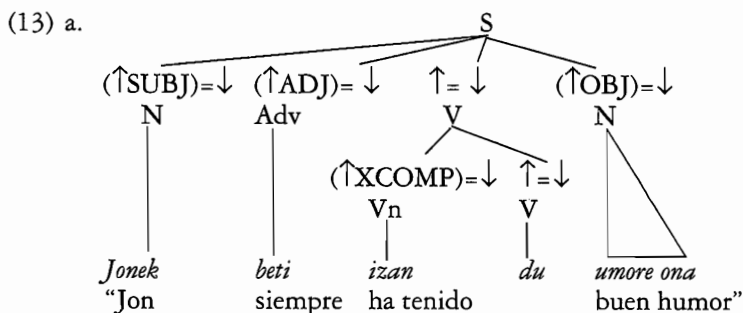 (13) a. S
(↑SUBJ)=↓ (↑ADJ)= ↓ ↑= ↓ (↑OBJ)=↓
N Adv V N
(↑XCOMP)=↓ ↑=↓
Vn V
Jonek beti izan du umore ona
“Jon siempre ha tenido buen humor”